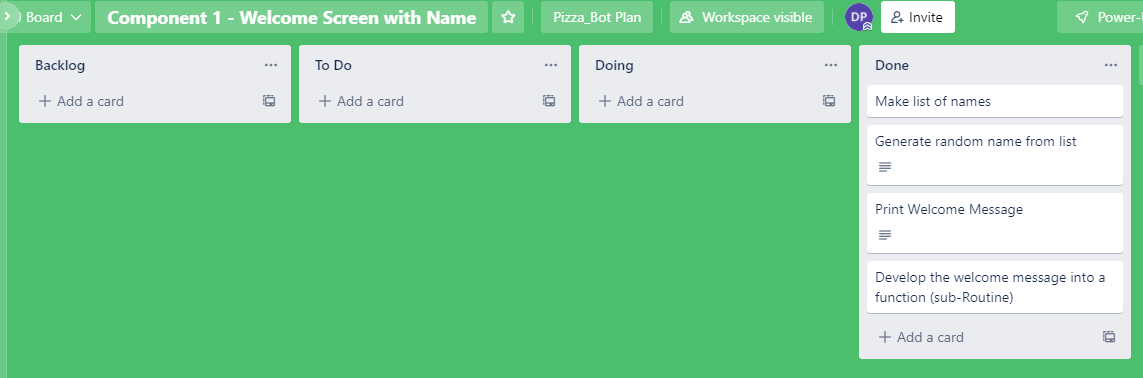 Board
Component 1 - Welcome Screen with Name
Pizza_Bot Plan
Workspace visible
DP
Invite
Power-
Backlog
Add a card
To Do
Add a card
Doing
Add a card
Done
Make list of names
Generate random name from list
Print Welcome Message
Develop the welcome message into a
function (sub-Routine)
Add a card